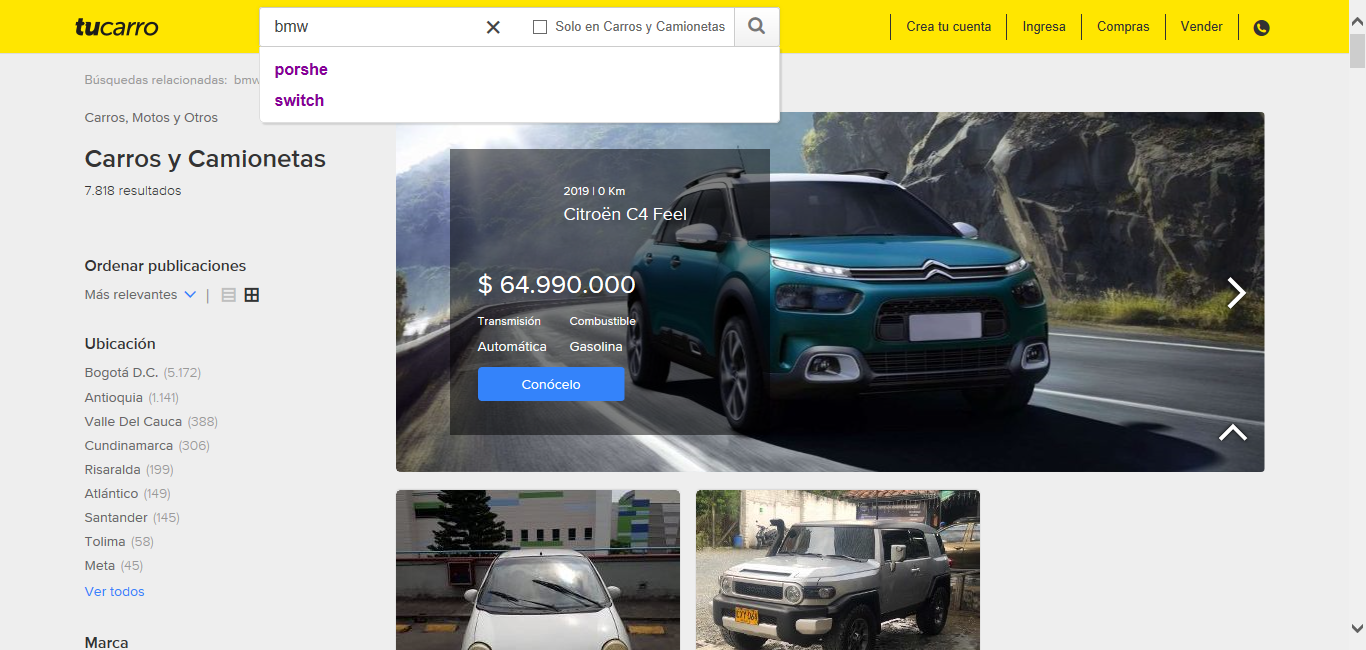 tucarro
bmw
Solo en Carros y Camionetas
Crea tu cuenta
Ingresa
Compras
Vender
porshe
switch
Búsquedas relacionadas: bmw
Carros, Motos y Otros
Carros y Camionetas
7.818 resultados
Ordenar publicaciones
Más relevantes
Ubicación
Bogotá D.C. (5.172)
Antioquia (1.141)
Valle Del Cauca (388)
Cundinamarca (306)
Risaralda (199)
Atlántico (149)
Santander (145)
Tolima (58)
Meta (45)
Ver todos
Marca
2019 | 0 Km
Citroën C4 Feel
$ 64.990.000
Transmisión Combustible
Automática Gasolina
Conócelo